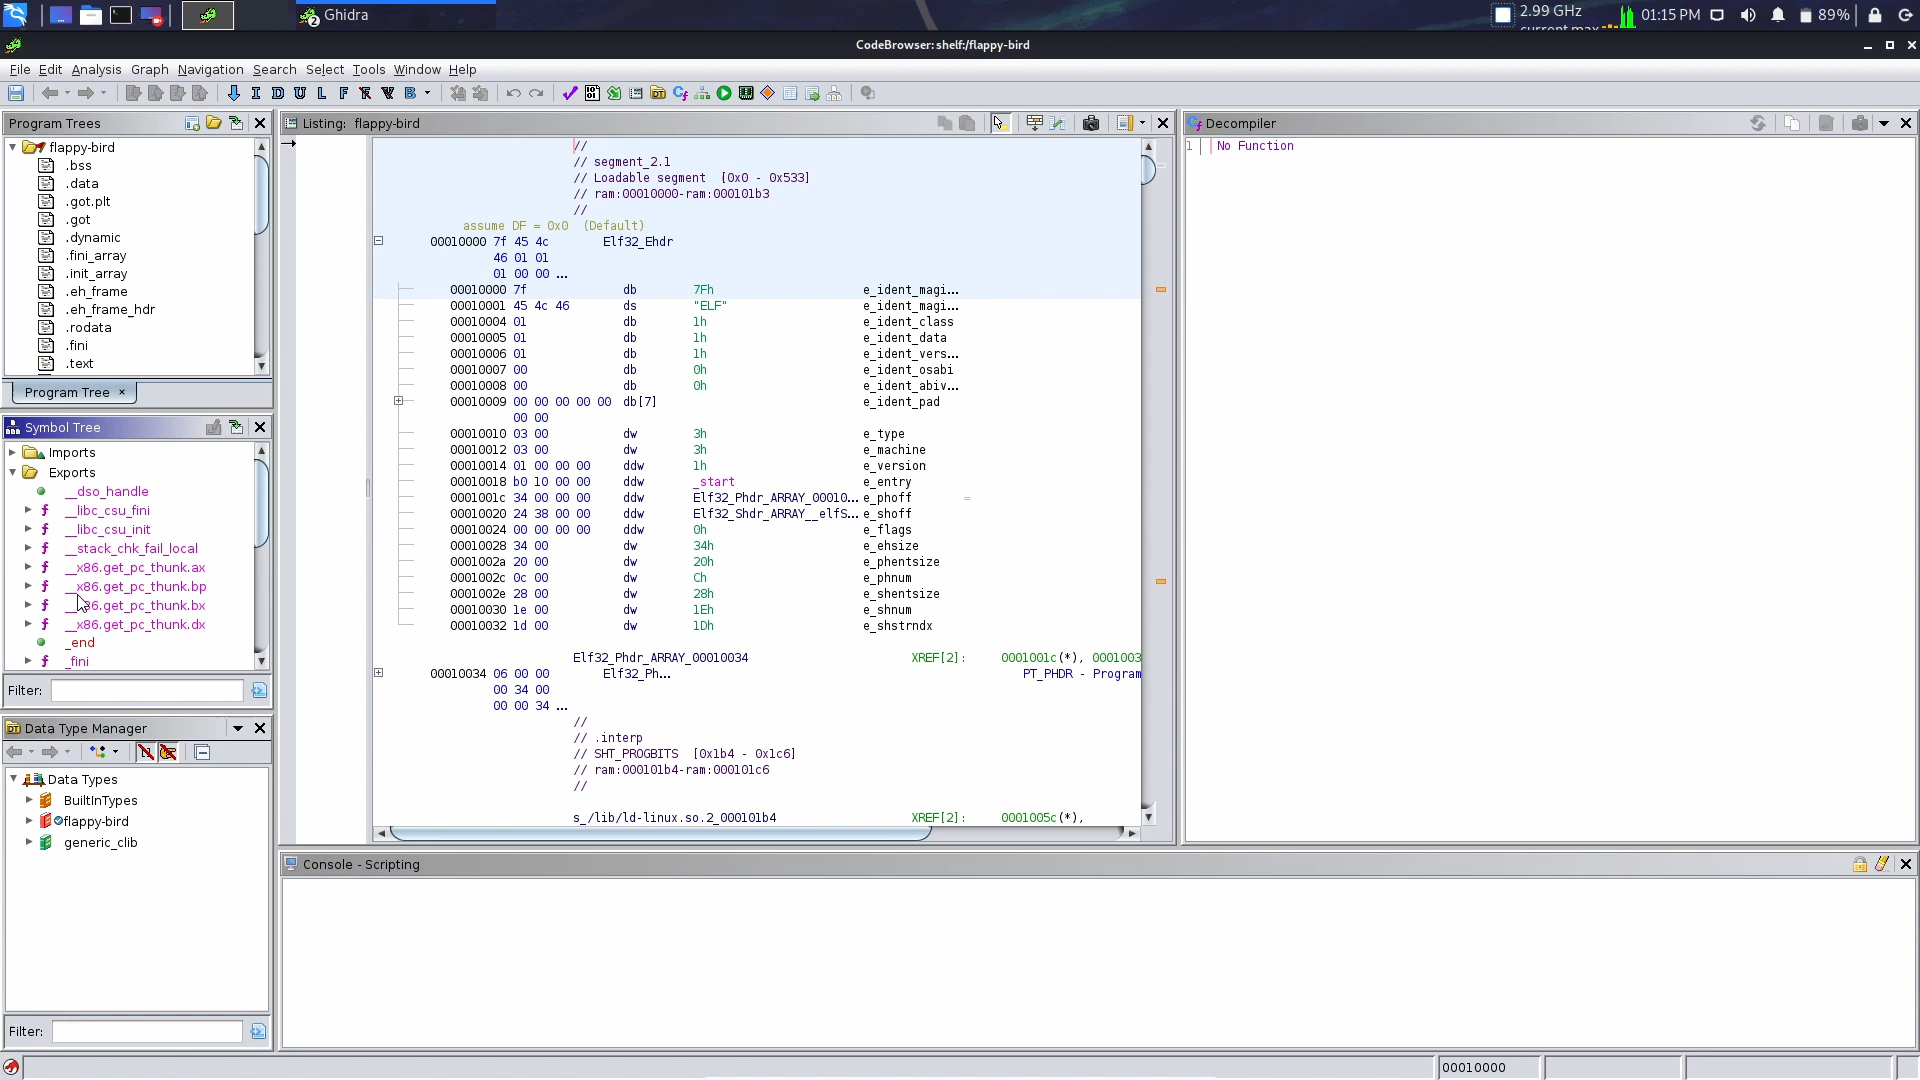 Ghidra
2
2.99 GHz
current max
01:15 PM
89%
CodeBrowser: shelf:/flappy-bird
File Edit Analysis Graph Navigation Search Select Tools Window Help
I D U L F B
Program Trees
flappy-bird
.bss
.data
.got.plt
.got
.dynamic
.fini_array
.init_array
.eh_frame
.eh_frame_hdr
.rodata
.fini
.text
Program Tree ×
Symbol Tree
Imports
Exports
__dso_handle
__libc_csu_fini
__libc_csu_init
__stack_chk_fail_local
__x86.get_pc_thunk.ax
__x86.get_pc_thunk.bp
__x86.get_pc_thunk.bx
__x86.get_pc_thunk.dx
_end
_fini
Filter:
Data Type Manager
Data Types
BuiltInTypes
flappy-bird
generic_clib
Filter:
Listing: flappy-bird
//
// segment_2.1
// Loadable segment [0x0 - 0x533]
// ram:00010000-ram:000101b3
//
assume DF = 0x0 (Default)
00010000 7f 45 4c Elf32_Ehdr
46 01 01
01 00 00 ...
00010000 7f db 7Fh e_ident_magi...
00010001 45 4c 46 ds "ELF" e_ident_magi...
00010004 01 db 1h e_ident_class
00010005 01 db 1h e_ident_data
00010006 01 db 1h e_ident_vers...
00010007 00 db 0h e_ident_osabi
00010008 00 db 0h e_ident_abiv...
00010009 00 00 00 00 00 db[7] e_ident_pad
00 00
00010010 03 00 dw 3h e_type
00010012 03 00 dw 3h e_machine
00010014 01 00 00 00 ddw 1h e_version
00010018 b0 10 00 00 ddw _start e_entry
0001001c 34 00 00 00 ddw Elf32_Phdr_ARRAY_00010... e_phoff =
00010020 24 38 00 00 ddw Elf32_Shdr_ARRAY__elfS... e_shoff
00010024 00 00 00 00 ddw 0h e_flags
00010028 34 00 dw 34h e_ehsize
0001002a 20 00 dw 20h e_phentsize
0001002c 0c 00 dw Ch e_phnum
0001002e 28 00 dw 28h e_shentsize
00010030 1e 00 dw 1Eh e_shnum
00010032 1d 00 dw 1Dh e_shstrndx
Elf32_Phdr_ARRAY_00010034 XREF[2]: 0001001c(*), 0001003
00010034 06 00 00 Elf32_Ph... PT_PHDR - Program
00 34 00
00 00 34 ...
//
// .interp
// SHT_PROGBITS [0x1b4 - 0x1c6]
// ram:000101b4-ram:000101c6
//
s_/lib/ld-linux.so.2_000101b4 XREF[2]: 0001005c(*),
Decompiler
1 No Function
Console - Scripting
00010000